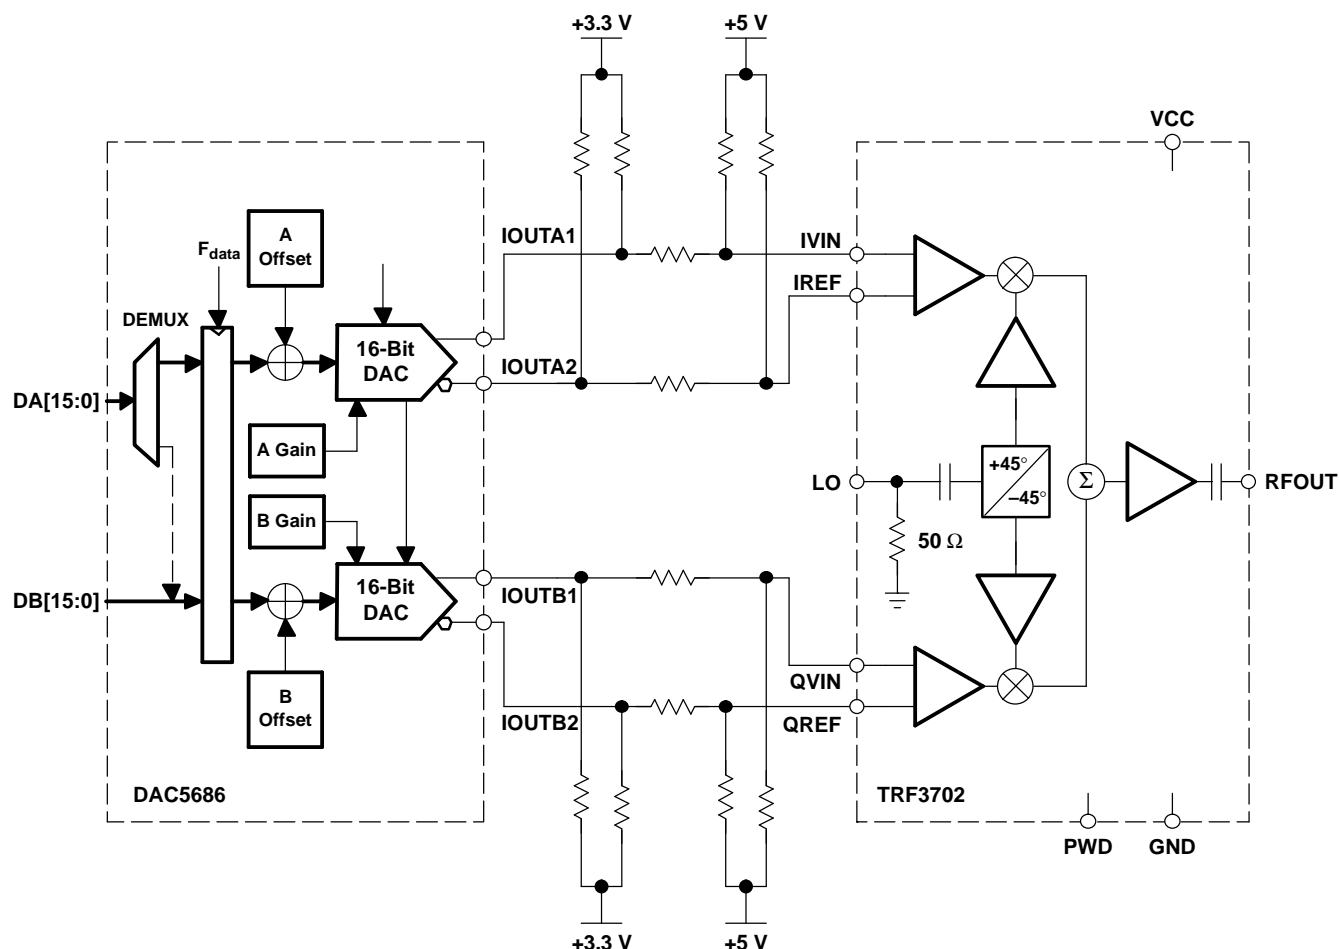 +3.3 V
+5 V
VCC
A
Offset
Fdata
IOUTA1
IVIN
IREF
DEMUX
16-Bit
DAC
IOUTA2
DA[15:0]
A Gain
+45°
–45°
LO
Σ
RFOUT
B Gain
50 Ω
16-Bit
DAC
DB[15:0]
IOUTB1
QVIN
B
Offset
IOUTB2
QREF
DAC5686
TRF3702
PWD
GND
+3.3 V
+5 V